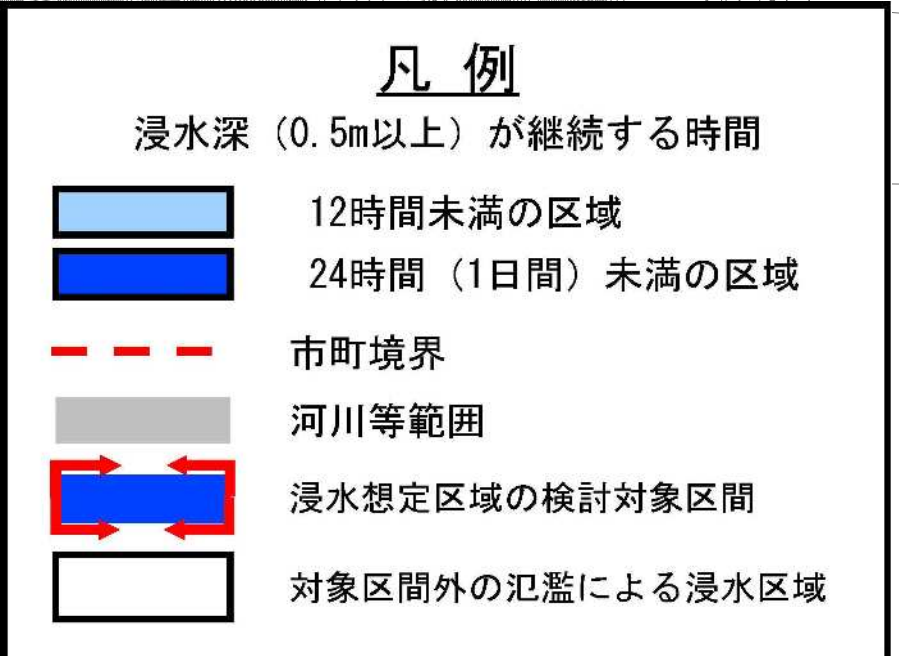 凡 例
浸水深（0.5m以上）が継続する時間
12時間未満の区域
24時間（1日間）未満の区域
市町境界
河川等範囲
浸水想定区域の検討対象区間
対象区間外の氾濫による浸水区域